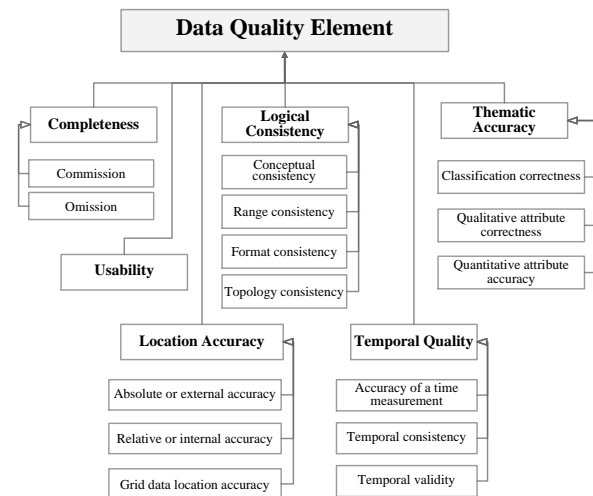 Data Quality Element
Completeness
Commission
Omission
Usability
Logical
Consistency
Conceptual
consistency
Range consistency
Format consistency
Topology consistency
Thematic
Accuracy
Classification correctness
Qualitative attribute
correctness
Quantitative attribute
accuracy
Location Accuracy
Absolute or external accuracy
Relative or internal accuracy
Grid data location accuracy
Temporal Quality
Accuracy of a time
measurement
Temporal consistency
Temporal validity